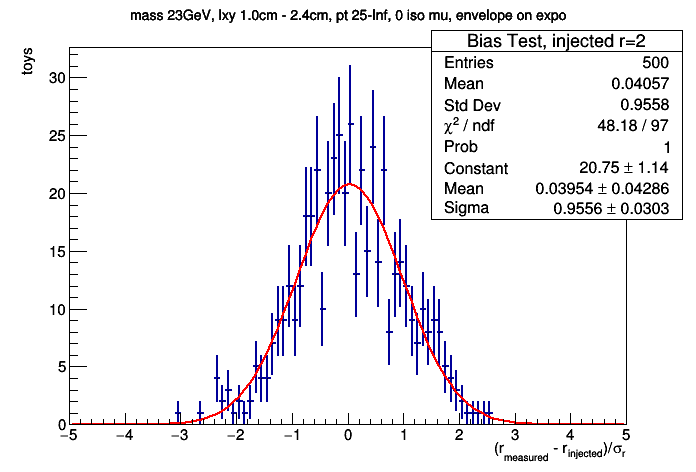 mass 23GeV, lxy 1.0cm - 2.4cm, pt 25-Inf, 0 iso mu, envelope on expo
toys
Bias Test, injected r=2
Entries 500
Mean 0.04057
Std Dev 0.9558
χ² / ndf 48.18 / 97
Prob 1
Constant 20.75 ± 1.14
Mean 0.03954 ± 0.04286
Sigma 0.9556 ± 0.0303
30
25
20
15
10
5
0
−5 −4 −3 −2 −1 0 1 2 3 4 5
(r_measured - r_injected)/σ_r